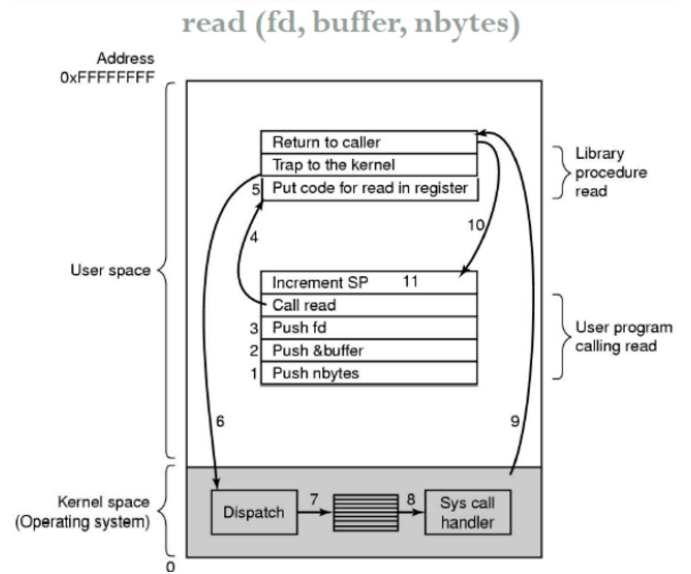 read (fd, buffer, nbytes)
Address
0xFFFFFFFF
Return to caller
Trap to the kernel
5 Put code for read in register
Library
procedure
read
4
10
User space
Increment SP 11
Call read
3 Push fd
2 Push &buffer
1 Push nbytes
User program
calling read
6
9
Kernel space
(Operating system)
Dispatch
7
8
Sys call
handler
0